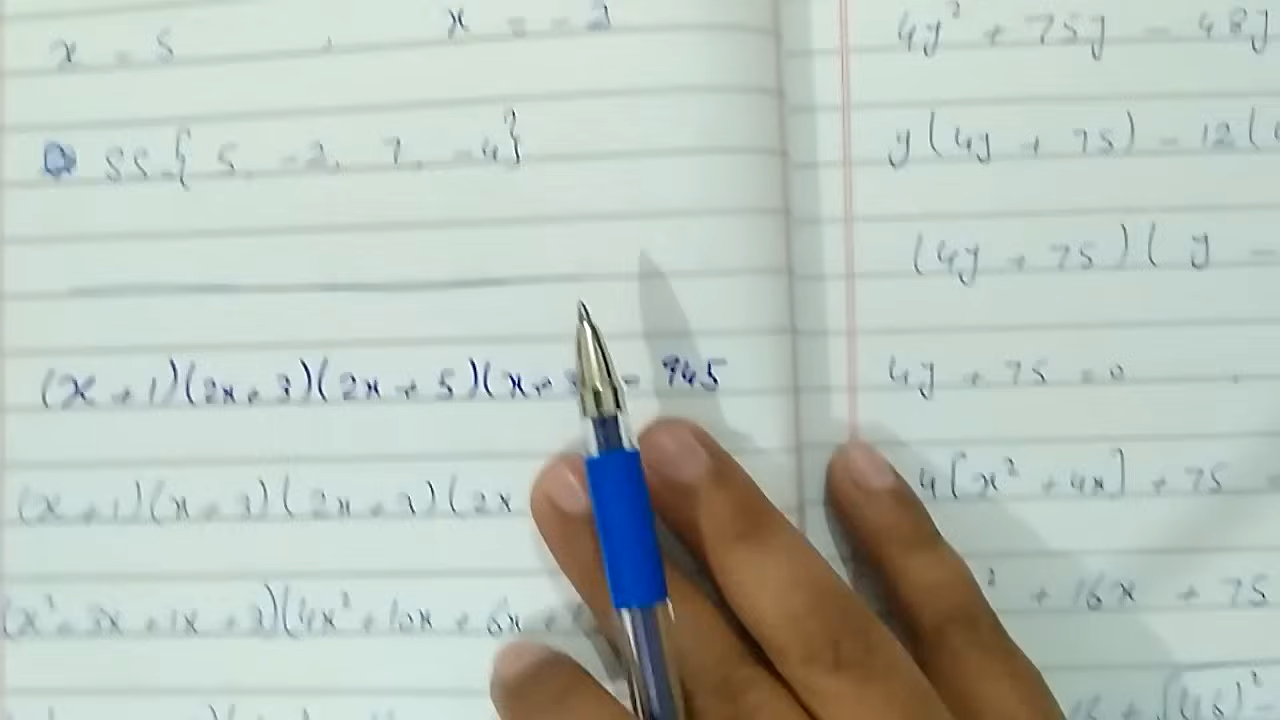 x = 5 , x = -2
SS { 5, -2, 7, -4}
(x + 1)(2x + 3)(2x + 5)(x + = 945
(x + 1)(x + 3)(2x + 3)(2x
(x² + 3x + 1x + 3)(4x² + 10x + 6x +
4y² + 75y - 48y
y(4y + 75) - 12(
(4y + 75)( y -
4y + 75 = 0 ,
4[x² + 4x] + 75
² + 16x + 75